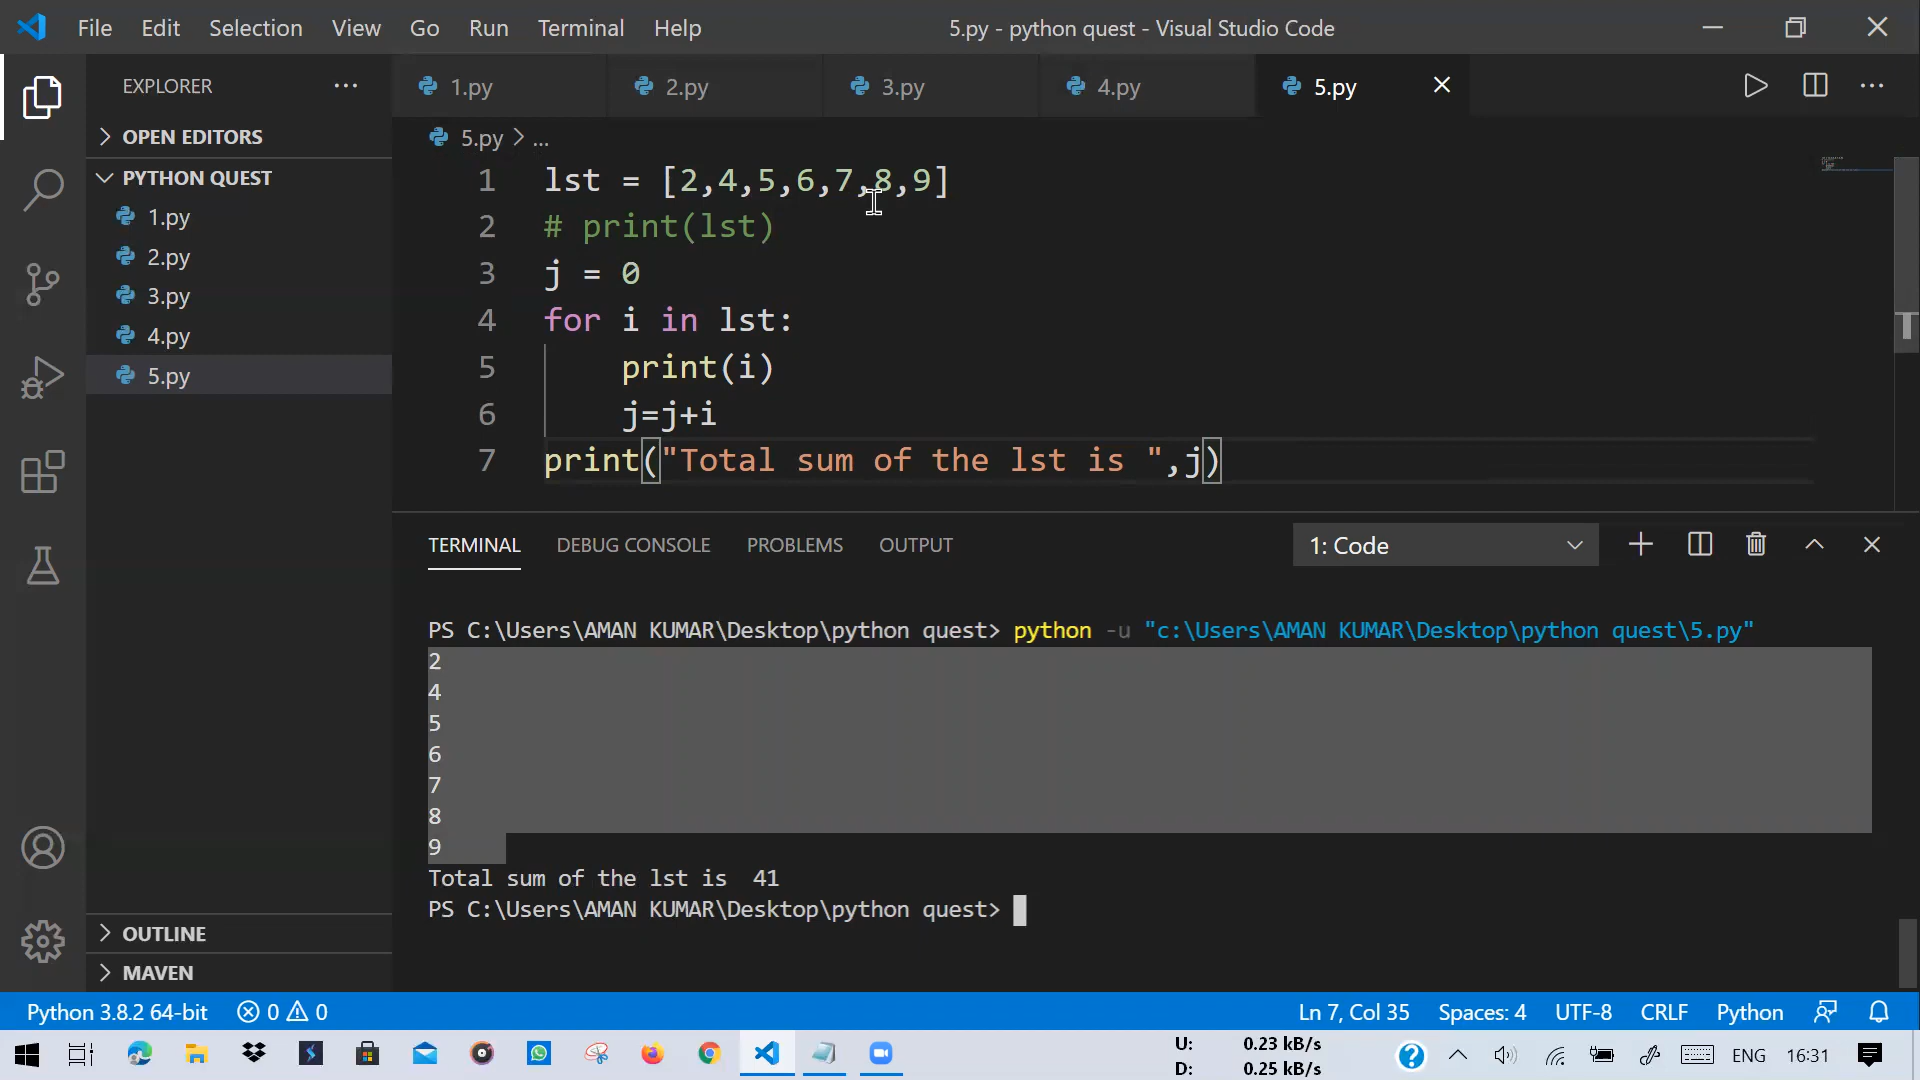 File Edit Selection View Go Run Terminal Help 5.py - python quest - Visual Studio Code
EXPLORER ... 1.py 2.py 3.py 4.py 5.py
OPEN EDITORS
5.py > ...
PYTHON QUEST
1.py
2.py
3.py
4.py
5.py
OUTLINE
MAVEN
1 lst = [2,4,5,6,7,8,9]
2 # print(lst)
3 j = 0
4 for i in lst:
5 print(i)
6 j=j+i
7 print("Total sum of the lst is ",j)
TERMINAL DEBUG CONSOLE PROBLEMS OUTPUT 1: Code
PS C:\Users\AMAN KUMAR\Desktop\python quest> python -u "c:\Users\AMAN KUMAR\Desktop\python quest\5.py"
2
4
5
6
7
8
9
Total sum of the lst is  41
PS C:\Users\AMAN KUMAR\Desktop\python quest>
Python 3.8.2 64-bit 0 0 Ln 7, Col 35 Spaces: 4 UTF-8 CRLF Python
U: 0.23 kB/s
D: 0.25 kB/s
ENG 16:31